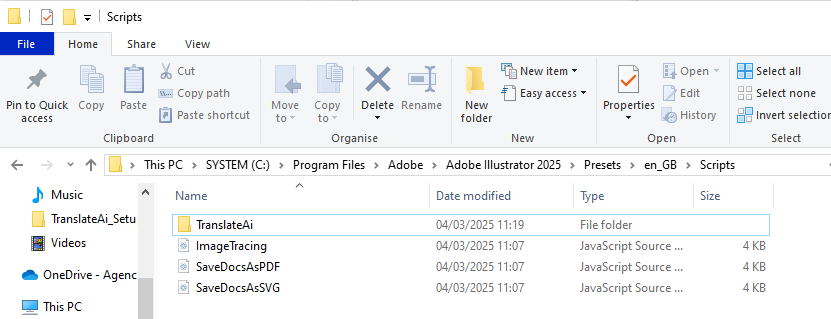 Scripts
File Home Share View
Pin to Quick access
Copy
Paste
Cut
Copy path
Paste shortcut
Clipboard
Move to
Copy to
Delete
Rename
Organise
New folder
New item
Easy access
New
Properties
Open
Edit
History
Open
Select all
Select none
Invert selection
Select
This PC > SYSTEM (C:) > Program Files > Adobe > Adobe Illustrator 2025 > Presets > en_GB > Scripts
Music
TranslateAi_Setu
Videos
OneDrive - Agenc
This PC
Name Date modified Type Size
TranslateAi 04/03/2025 11:19 File folder
ImageTracing 04/03/2025 11:07 JavaScript Source ... 4 KB
SaveDocsAsPDF 04/03/2025 11:07 JavaScript Source ... 4 KB
SaveDocsAsSVG 04/03/2025 11:07 JavaScript Source ... 4 KB